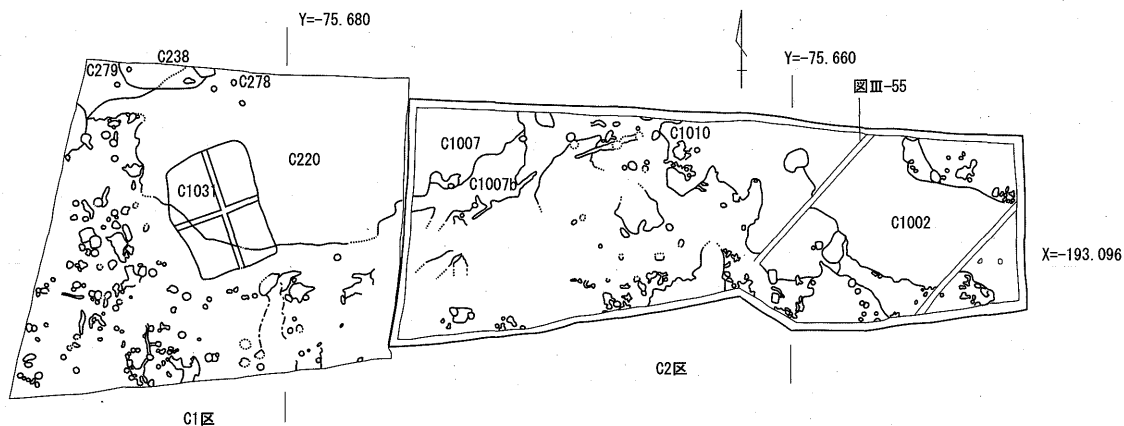 Y=-75.680
Y=-75.660
C238
C279
C278
図Ⅲ-55
C1007
C1010
C220
C1031
C1007b
C1002
X=-193.096
C2区
C1区